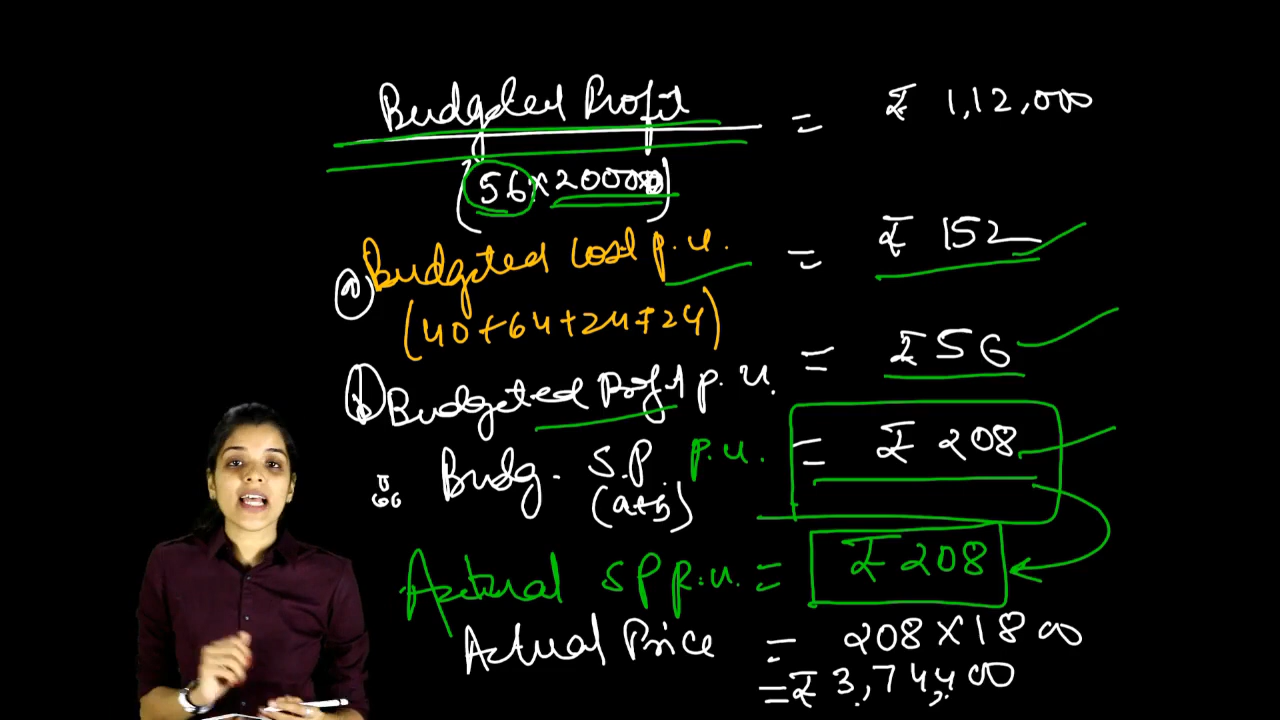 Budgeted Profit = ₹ 1,12,000
(56 × 2000)
(a) Budgeted Cost p.u. = ₹ 152
(40+64+24+24)
(b) Budgeted Profit p.u. = ₹ 56
∴ Budg. S.P. p.u. = ₹ 208
(a+b)
Actual SP p.u. = ₹ 208
Actual Price = 208 × 1800
= ₹ 3,74,400